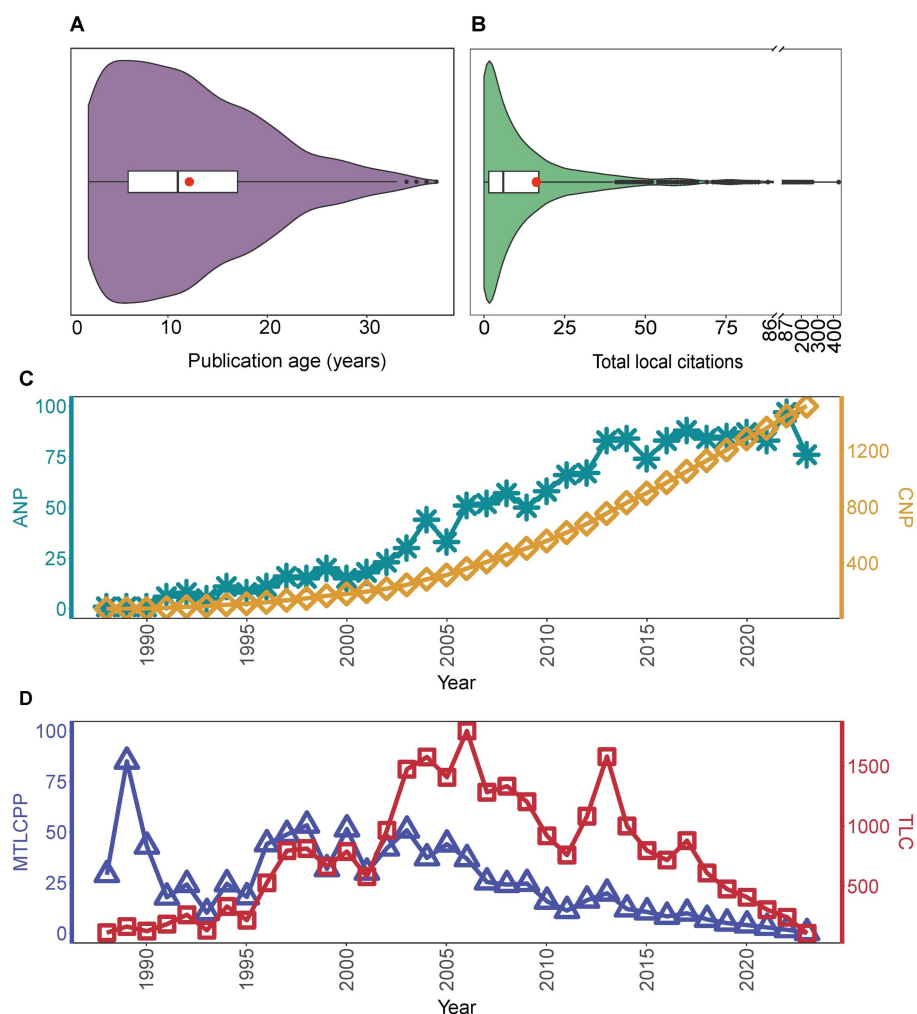 A
0 10 20 30
Publication age (years)
B
0 25 50 75 86 87 200 300 400
Total local citations
C
100
75
50
25
0
ANP
1200
800
400
CNP
1990 1995 2000 2005 2010 2015 2020
Year
D
100
75
50
25
0
MTLCPP
1500
1000
500
TLC
1990 1995 2000 2005 2010 2015 2020
Year